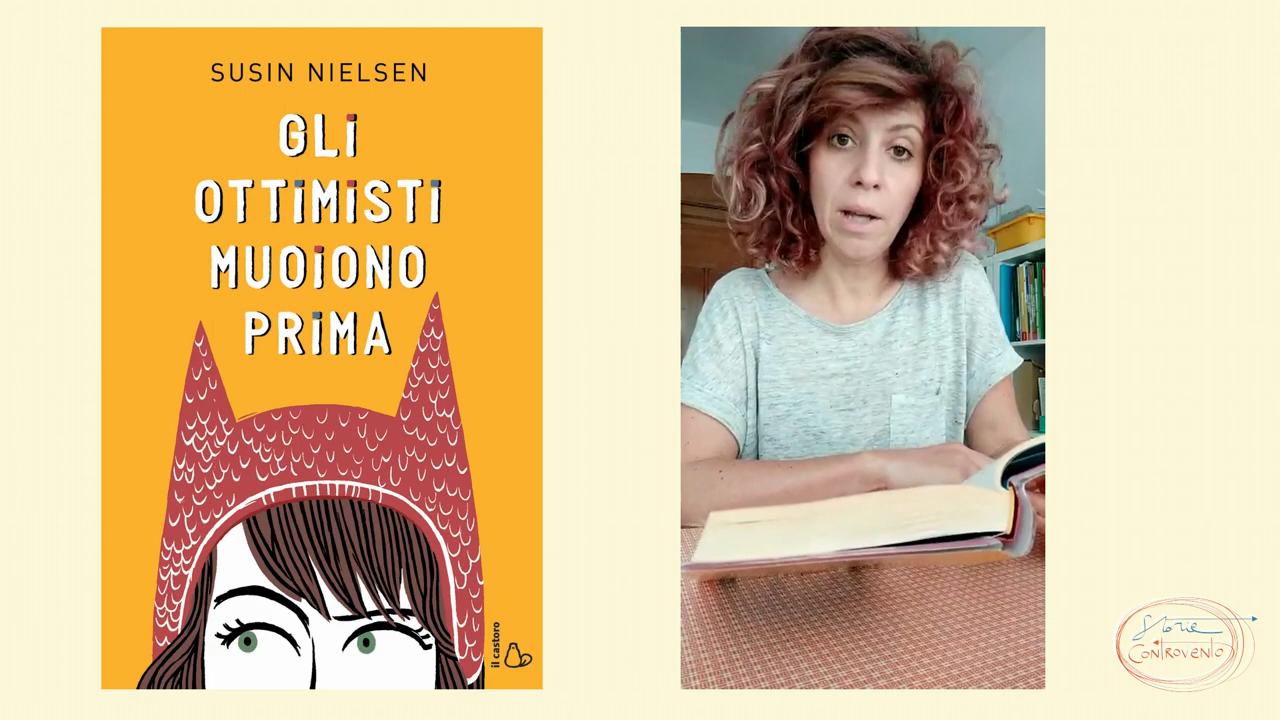 SUSIN NIELSEN
GLi
OTTiMiSTi
MUOiONO
PRiMA
il castoro
Storie
CONTROVENTO